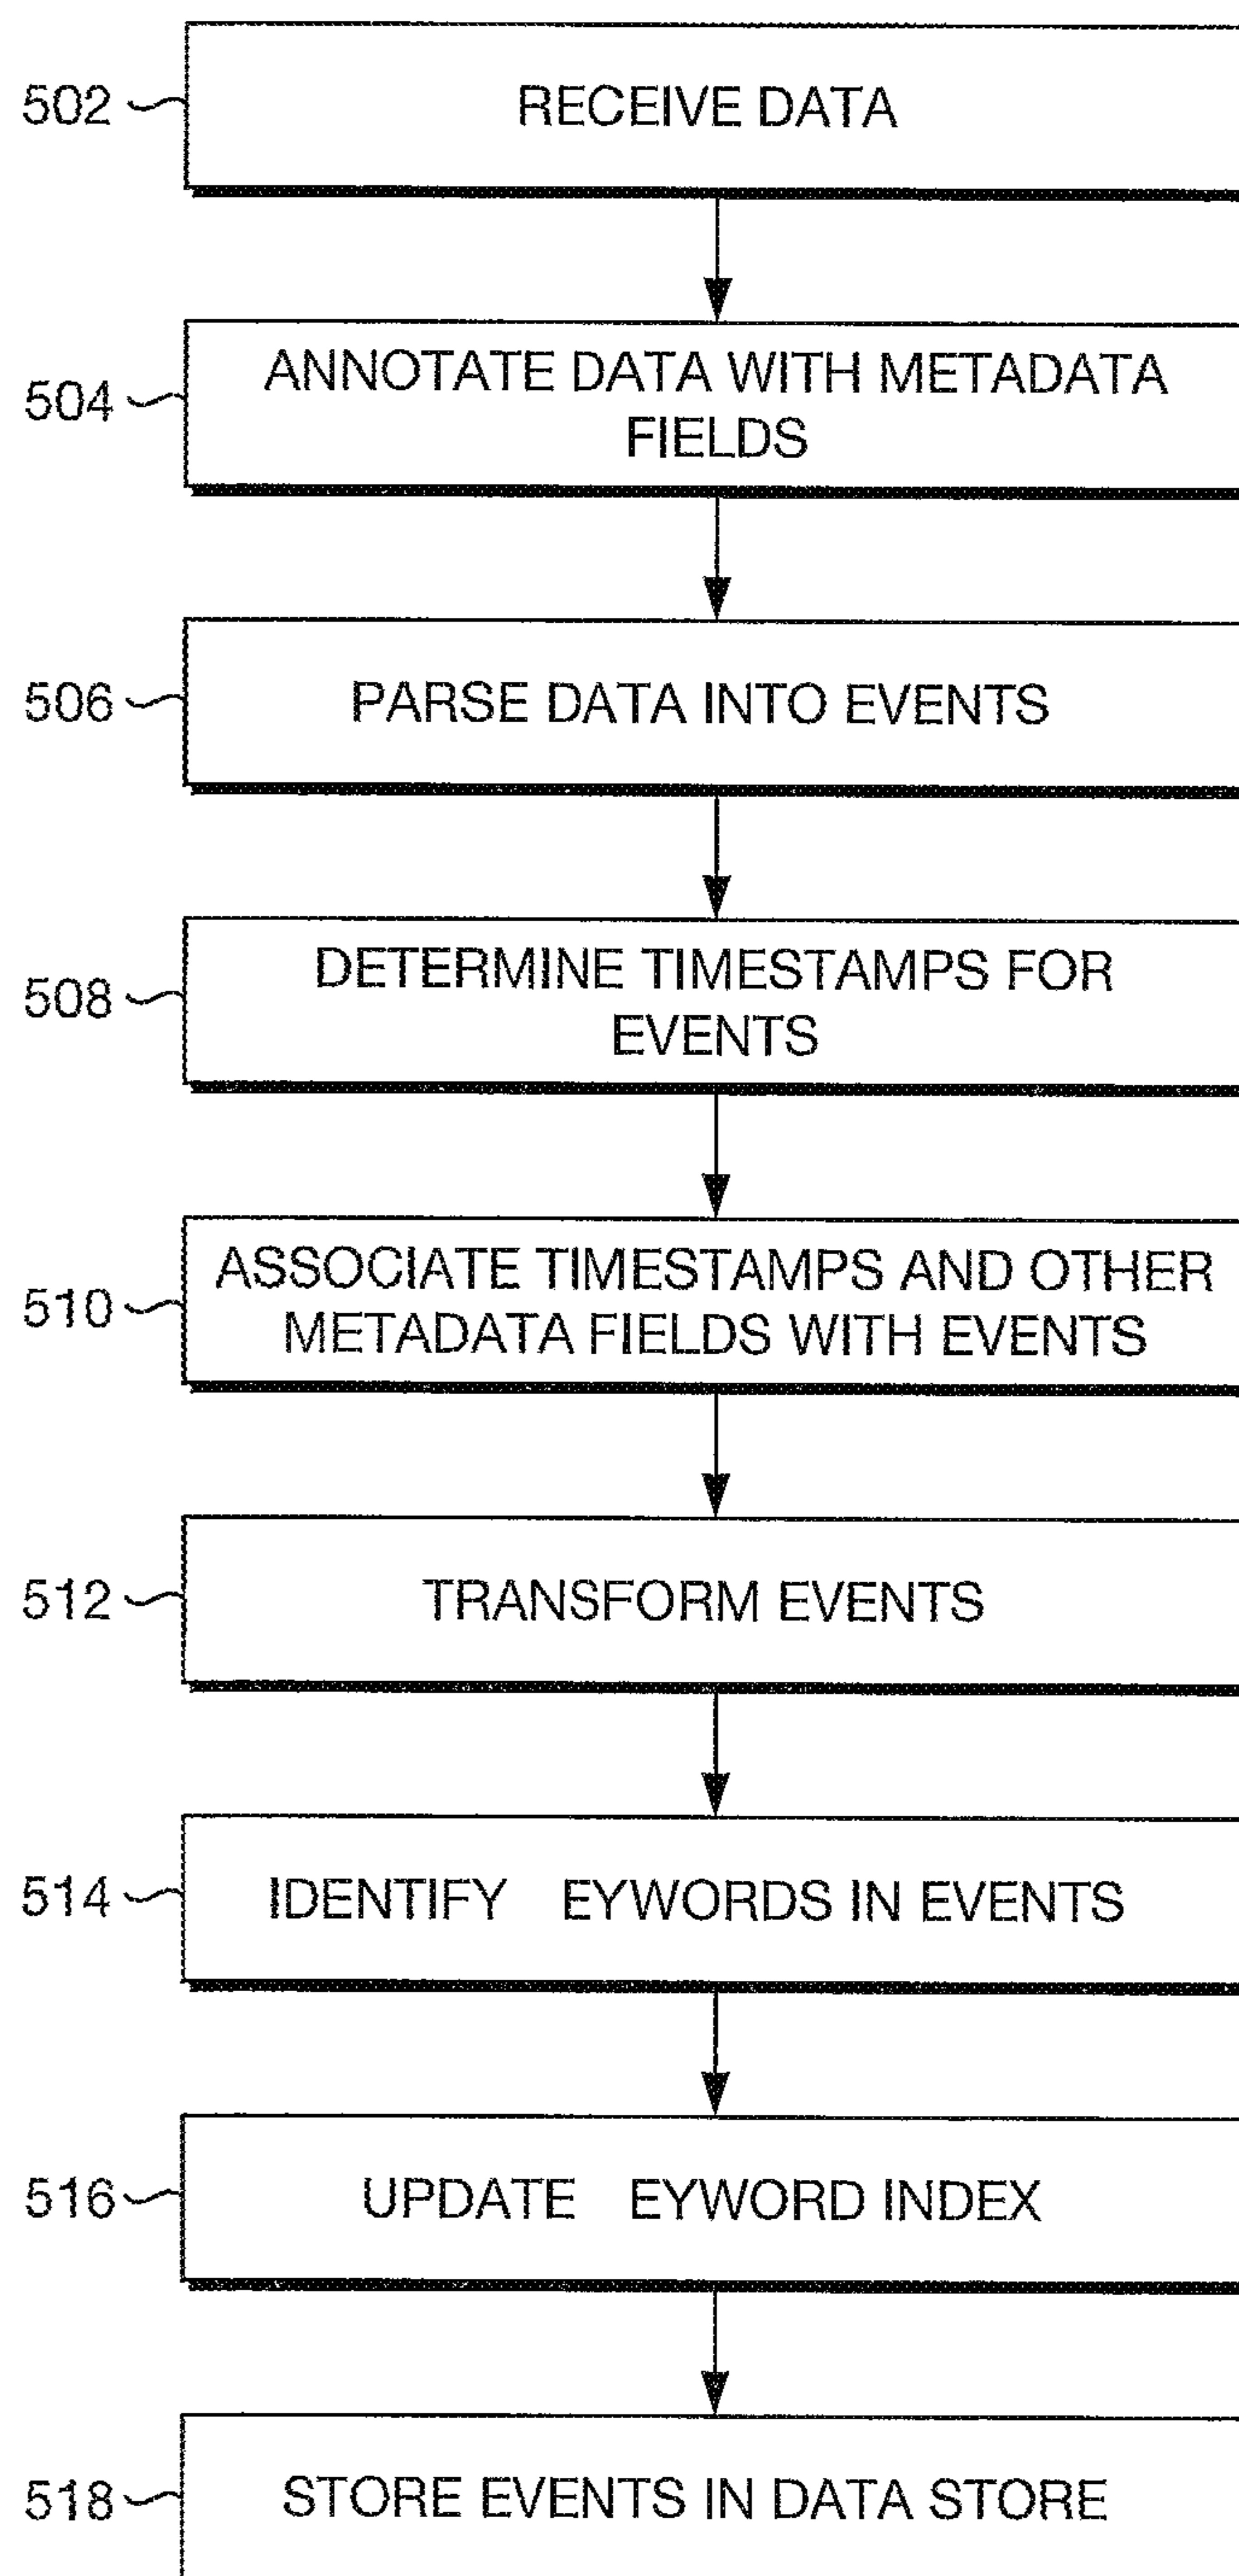 502 RECEIVE DATA
504 ANNOTATE DATA WITH METADATA
FIELDS
506 PARSE DATA INTO EVENTS
508 DETERMINE TIMESTAMPS FOR
EVENTS
510 ASSOCIATE TIMESTAMPS AND OTHER
METADATA FIELDS WITH EVENTS
512 TRANSFORM EVENTS
514 IDENTIFY EYWORDS IN EVENTS
516 UPDATE EYWORD INDEX
518 STORE EVENTS IN DATA STORE